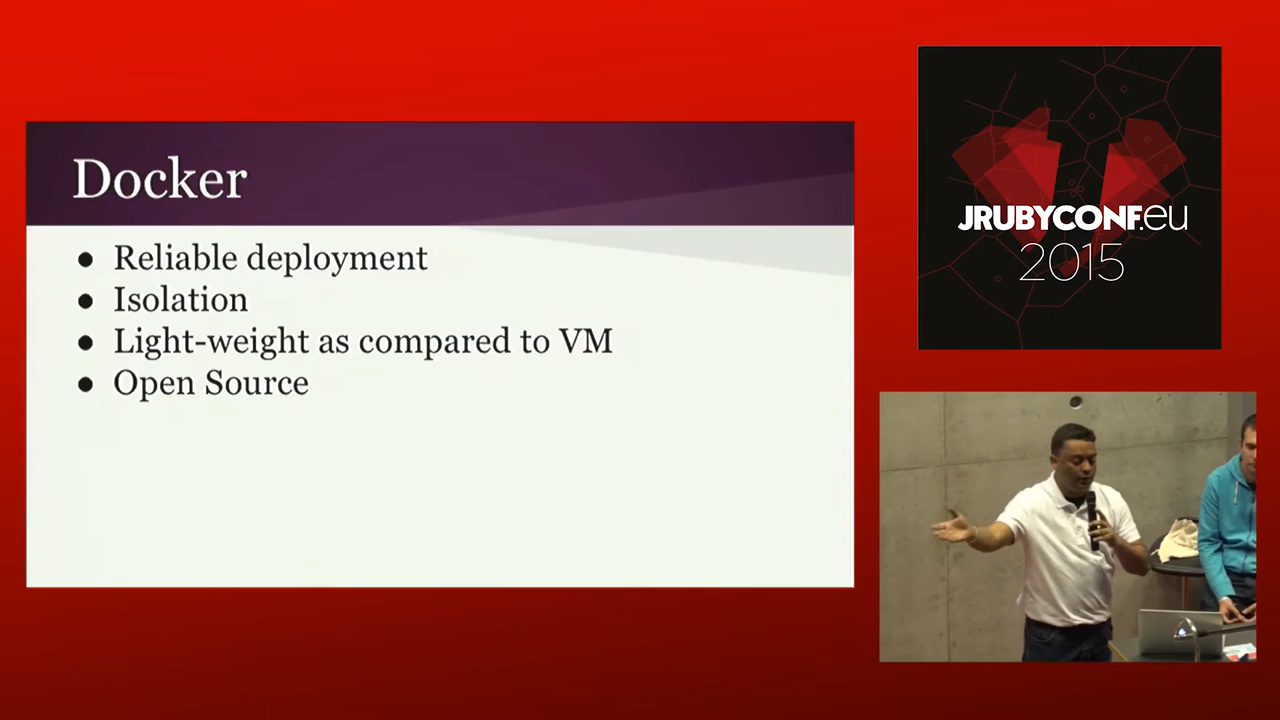 Docker
● Reliable deployment
● Isolation
● Light-weight as compared to VM
● Open Source
JRUBYCONF.eu
2015